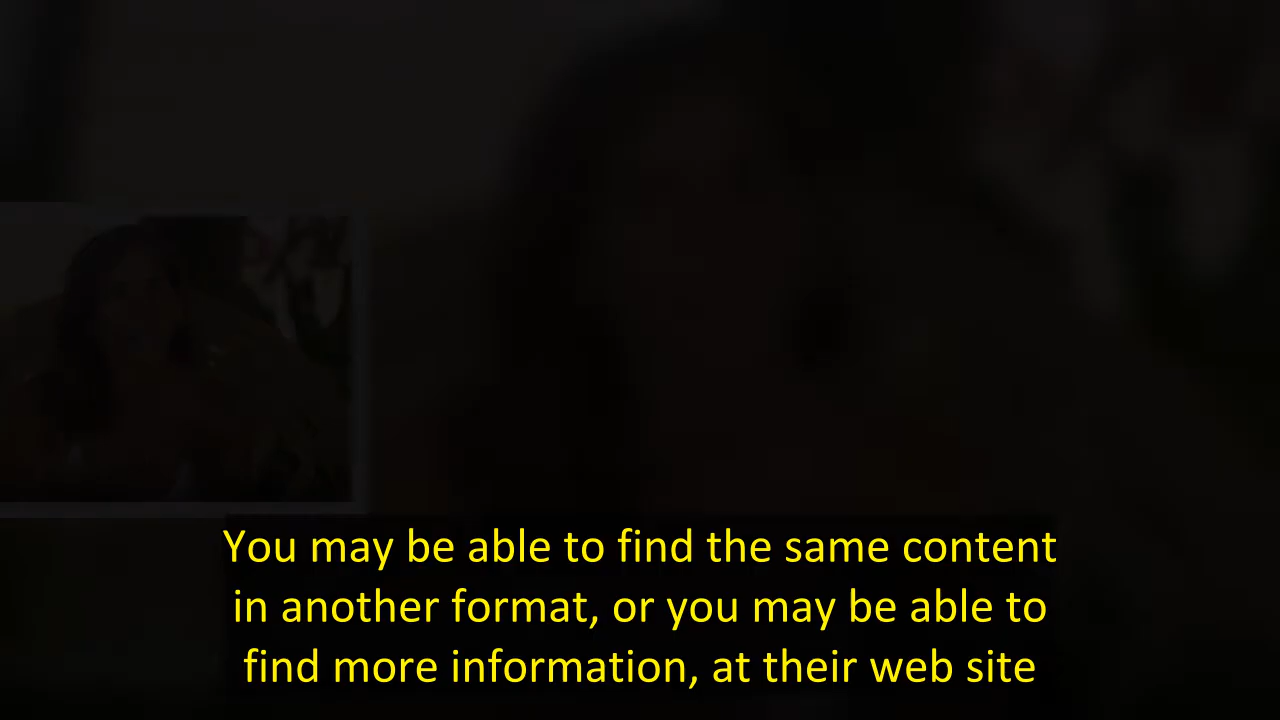 You may be able to find the same content
in another format, or you may be able to
find more information, at their web site